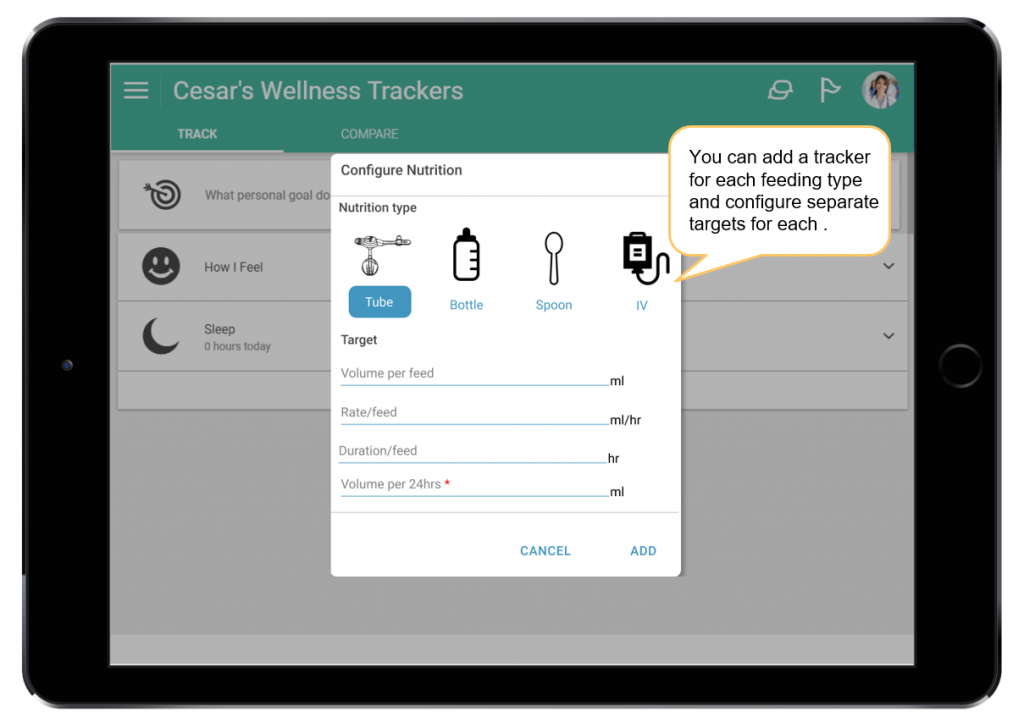 Cesar's Wellness Trackers
TRACK
COMPARE
You can add a tracker
for each feeding type
and configure separate
targets for each .
What personal goal do
How I Feel
Sleep
0 hours today
Configure Nutrition
Nutrition type
Tube
Bottle
Spoon
IV
Target
Volume per feed
ml
Rate/feed
ml/hr
Duration/feed
hr
Volume per 24hrs *
ml
CANCEL
ADD